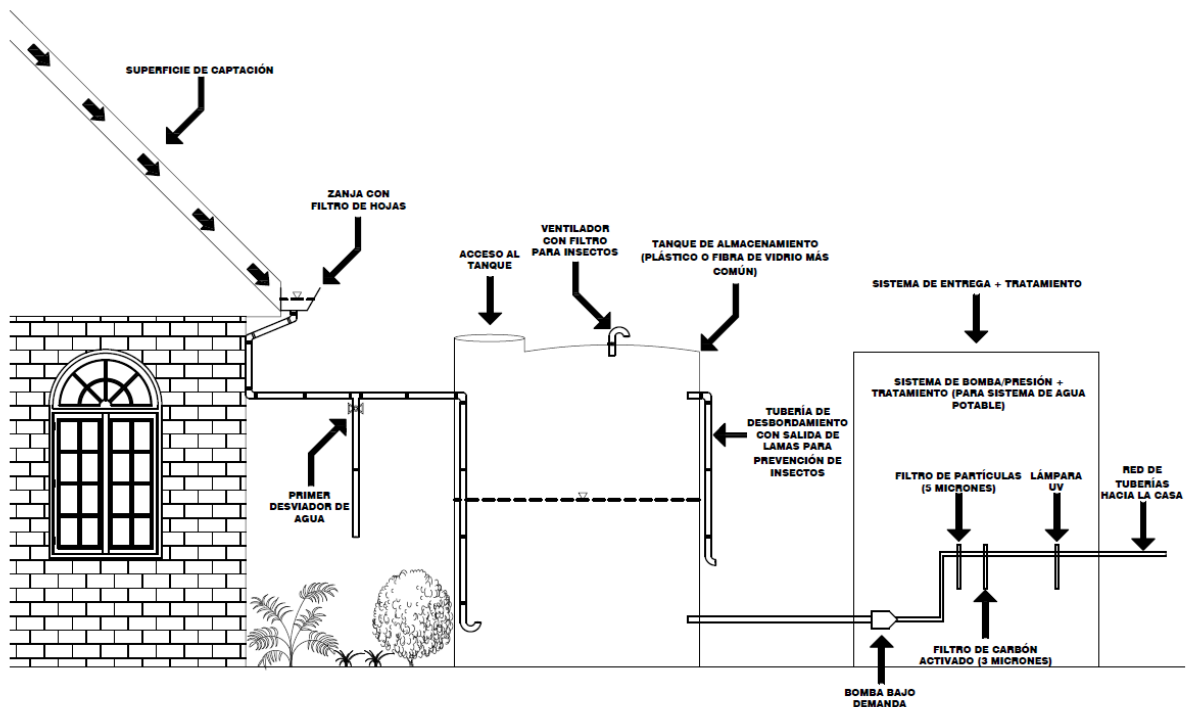 SUPERFICIE DE CAPTACIÓN
ZANJA CON
FILTRO DE HOJAS
ACCESO AL
TANQUE
VENTILADOR
CON FILTRO
PARA INSECTOS
TANQUE DE ALMACENAMIENTO
(PLÁSTICO O FIBRA DE VIDRIO MÁS
COMÚN)
SISTEMA DE ENTREGA + TRATAMIENTO
SISTEMA DE BOMBA/PRESIÓN +
TRATAMIENTO (PARA SISTEMA DE AGUA
POTABLE)
TUBERÍA DE
DESBORDAMIENTO
CON SALIDA DE
LAMAS PARA
PREVENCIÓN DE
INSECTOS
PRIMER
DESVIADOR DE
AGUA
FILTRO DE PARTÍCULAS
(5 MICRONES)
LÁMPARA
UV
RED DE
TUBERÍAS
HACIA LA CASA
FILTRO DE CARBÓN
ACTIVADO (3 MICRONES)
BOMBA BAJO
DEMANDA